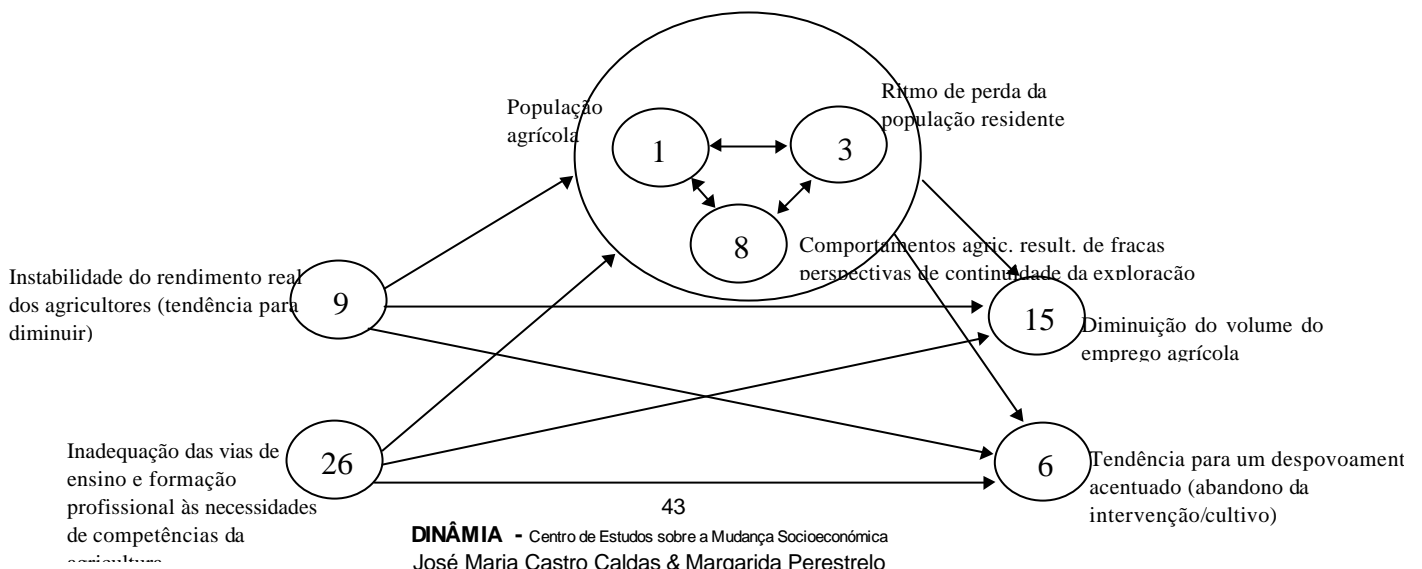 População
agrícola
Ritmo de perda da
população residente
1
3
8
Comportamentos agric. result. de fracas
perspectivas de continuidade da exploração
Instabilidade do rendimento real
dos agricultores (tendência para
diminuir)
9
15
Diminuição do volume do
emprego agrícola
Inadequação das vias de
ensino e formação
profissional às necessidades
de competências da
agricultura
26
6
Tendência para um despovoament
acentuado (abandono da
intervenção/cultivo)
43
DINÂMIA - Centro de Estudos sobre a Mudança Socioeconómica
José Maria Castro Caldas & Margarida Perestrelo